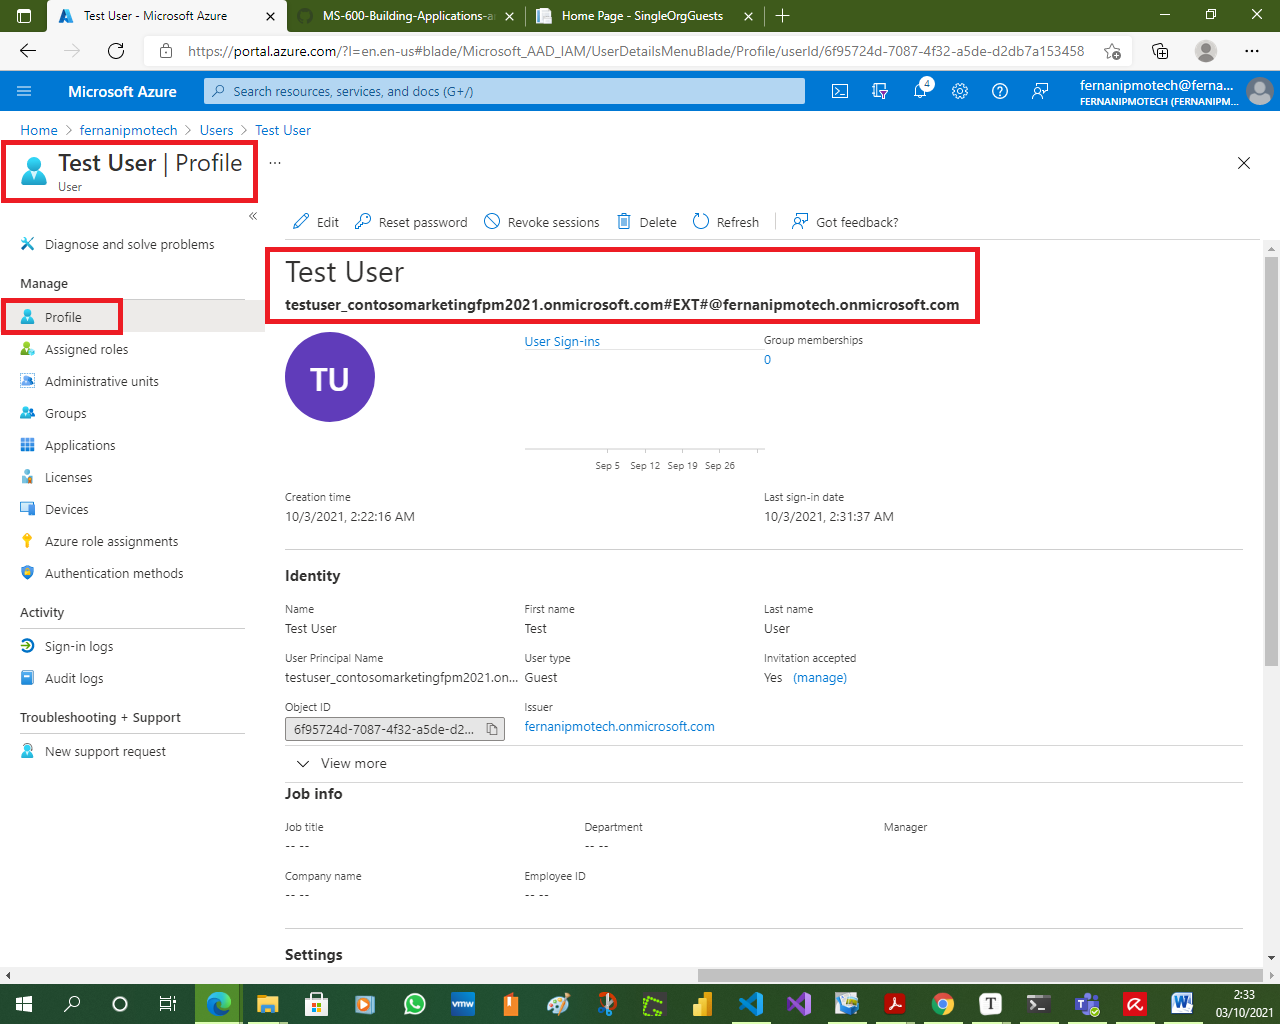 Test User - Microsoft Azure
MS-600-Building-Applications-a
Home Page - SingleOrgGuests
https://portal.azure.com/?l=en.en-us#blade/Microsoft_AAD_IAM/UserDetailsMenuBlade/Profile/userId/6f95724d-7087-4f32-a5de-d2db7a153458
Microsoft Azure
Search resources, services, and docs (G+/)
4
fernanipmotech@ferna...
FERNANIPMOTECH (FERNANIPM...
Home > fernanipmotech > Users > Test User
Test User | Profile
...
User
«
Edit
Reset password
Revoke sessions
Delete
Refresh
Got feedback?
Diagnose and solve problems
Manage
Profile
Assigned roles
Administrative units
Groups
Applications
Licenses
Devices
Azure role assignments
Authentication methods
Activity
Sign-in logs
Audit logs
Troubleshooting + Support
New support request
Test User
testuser_contosomarketingfpm2021.onmicrosoft.com#EXT#@fernanipmotech.onmicrosoft.com
TU
User Sign-ins
Group memberships
0
Sep 5 Sep 12 Sep 19 Sep 26
Creation time
10/3/2021, 2:22:16 AM
Last sign-in date
10/3/2021, 2:31:37 AM
Identity
Name
Test User
First name
Test
Last name
User
User Principal Name
testuser_contosomarketingfpm2021.on...
User type
Guest
Invitation accepted
Yes (manage)
Object ID
6f95724d-7087-4f32-a5de-d2...
Issuer
fernanipmotech.onmicrosoft.com
View more
Job info
Job title
-- --
Department
-- --
Manager
Company name
-- --
Employee ID
-- --
Settings
vmw
T
W
2:33
03/10/2021